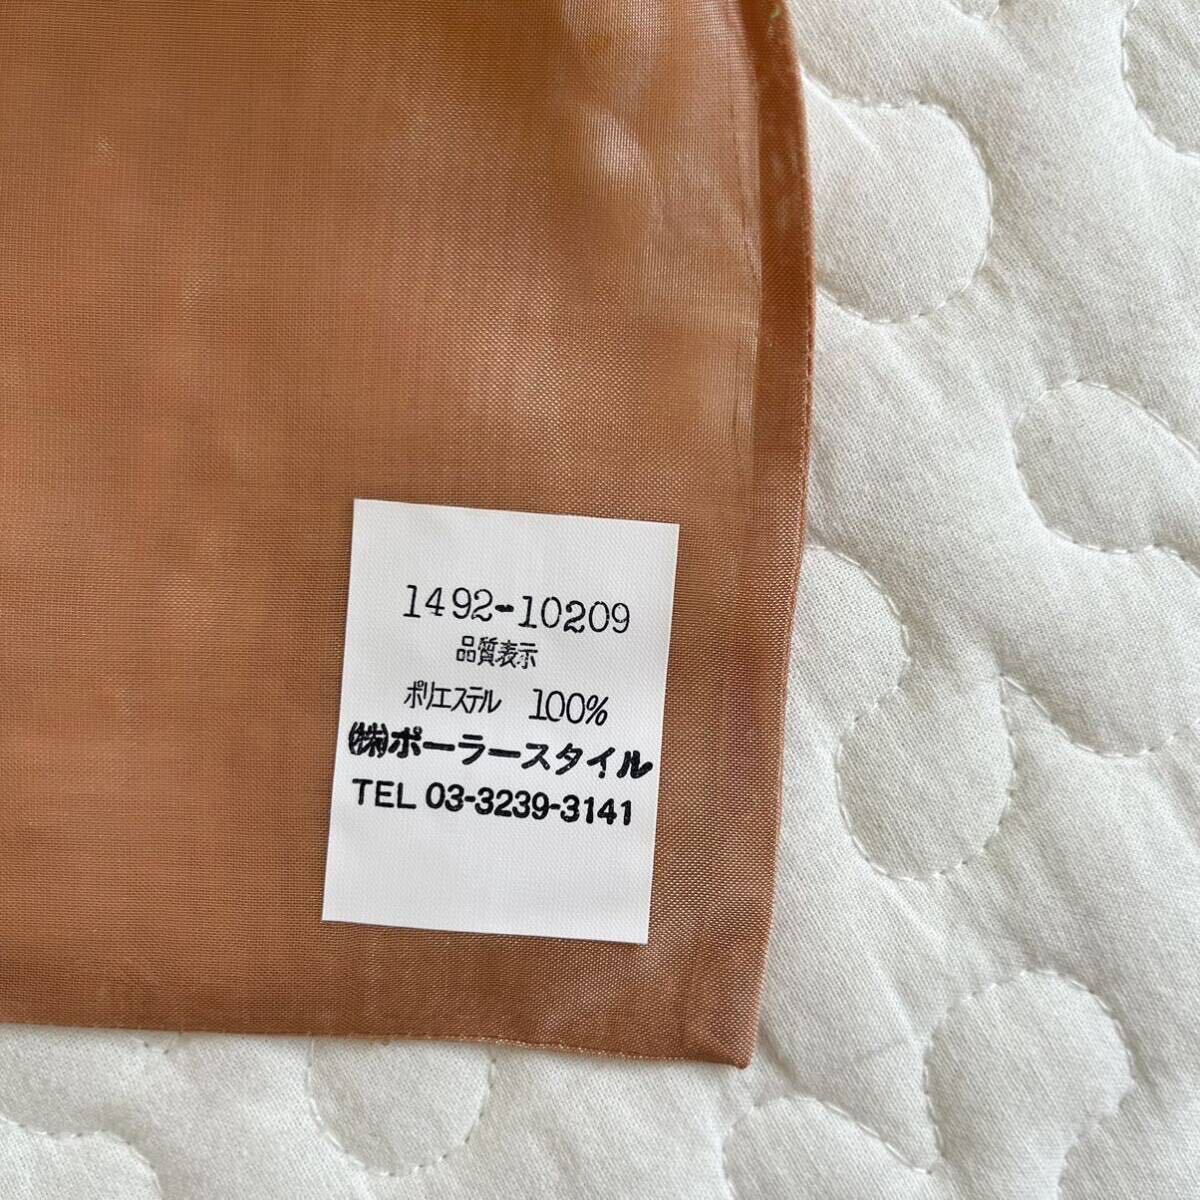 1492-10209
品質表示
ポリエステル 100%
㈱ポーラースタイル
TEL 03-3239-3141